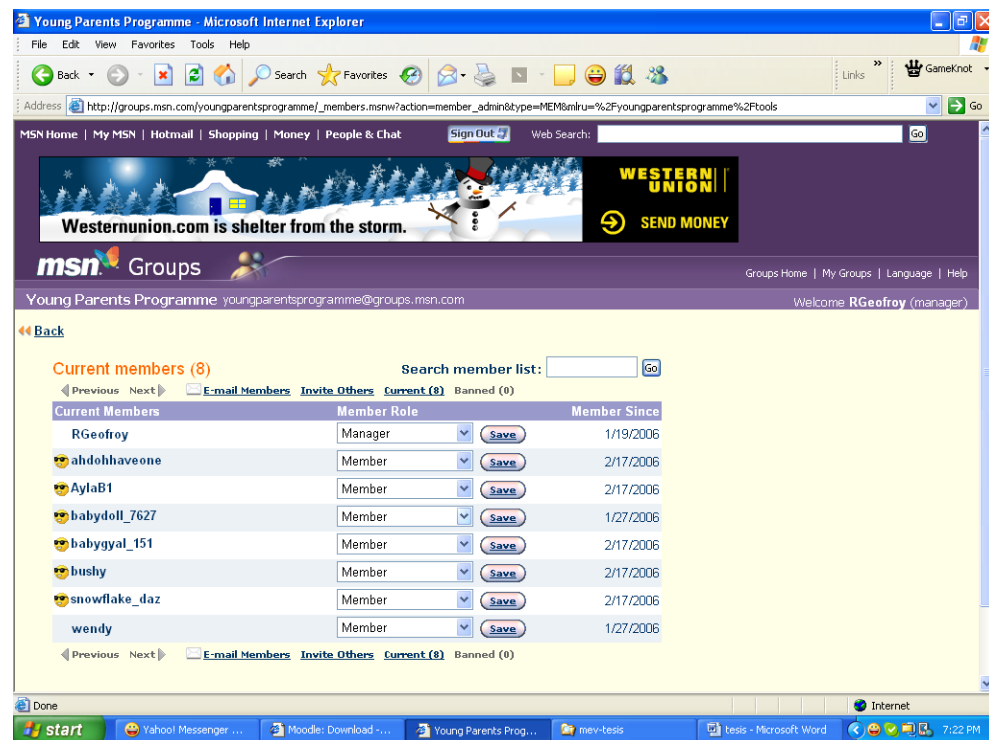 Young Parents Programme - Microsoft Internet Explorer
File Edit View Favorites Tools Help
Back Search Favorites Links » GameKnot
Address http://groups.msn.com/youngparentsprogramme/_members.msnw?action=member_admin&type=MEM&mlru=%2Fyoungparentsprogramme%2Ftools Go
MSN Home | My MSN | Hotmail | Shopping | Money | People & Chat Sign Out Web Search: Go
WESTERN UNION
Westernunion.com is shelter from the storm. SEND MONEY
msn Groups
Groups Home | My Groups | Language | Help
Young Parents Programme youngparentsprogramme@groups.msn.com Welcome RGeofroy (manager)
Back
Current members (8) Search member list: Go
Previous Next E-mail Members Invite Others Current (8) Banned (0)
Current Members Member Role Member Since
RGeofroy Manager Save 1/19/2006
ahdohhaveone Member Save 2/17/2006
AylaB1 Member Save 2/17/2006
babydoll_7627 Member Save 1/27/2006
babygyal_151 Member Save 2/17/2006
bushy Member Save 2/17/2006
snowflake_daz Member Save 2/17/2006
wendy Member Save 1/27/2006
Previous Next E-mail Members Invite Others Current (8) Banned (0)
Done Internet
start Yahoo! Messenger ... Moodle: Download -... Young Parents Prog... mev-tesis tesis - Microsoft Word 7:22 PM